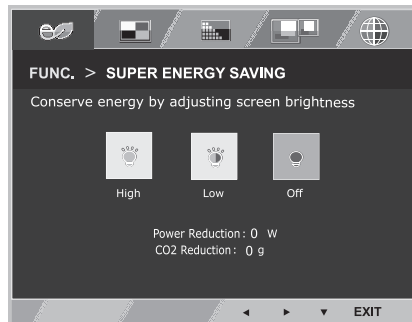 FUNC. > SUPER ENERGY SAVING
Conserve energy by adjusting screen brightness
High Low Off
Power Reduction : 0 W
CO2 Reduction : 0 g
EXIT